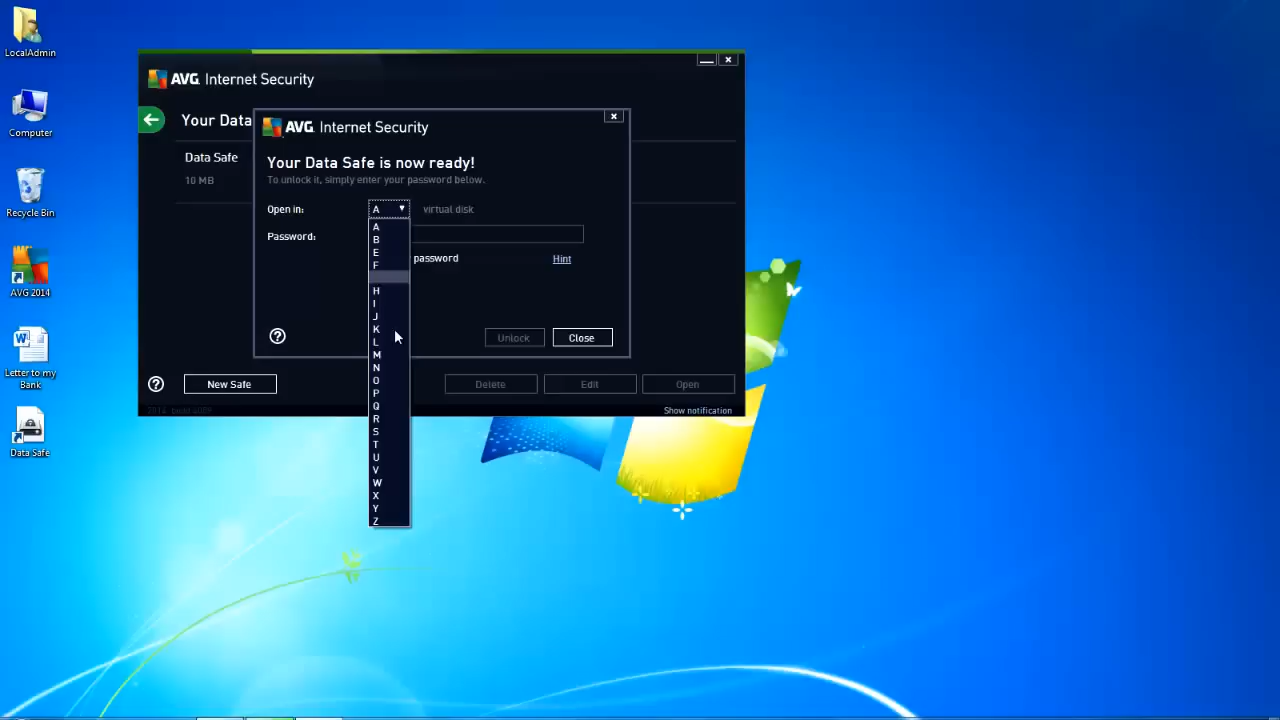 LocalAdmin
Computer
Recycle Bin
AVG 2014
Letter to my
Bank
Data Safe
AVG. Internet Security
Your Data
Data Safe
10 MB
AVG. Internet Security
Your Data Safe is now ready!
To unlock it, simply enter your password below.
Open in:
A
virtual disk
Password:
password
Hint
A
B
E
F
H
I
J
K
L
M
N
O
P
Q
R
S
T
U
V
W
X
Y
Z
Unlock
Close
New Safe
Delete
Edit
Open
Show notification